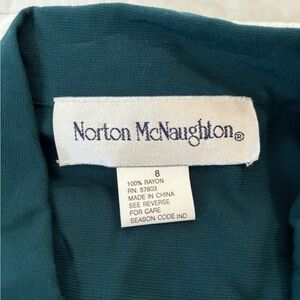 Norton McNaughton®
8
100% RAYON
RN: 57803
MADE IN CHINA
SEE REVERSE
FOR CARE
SEASON CODE IND